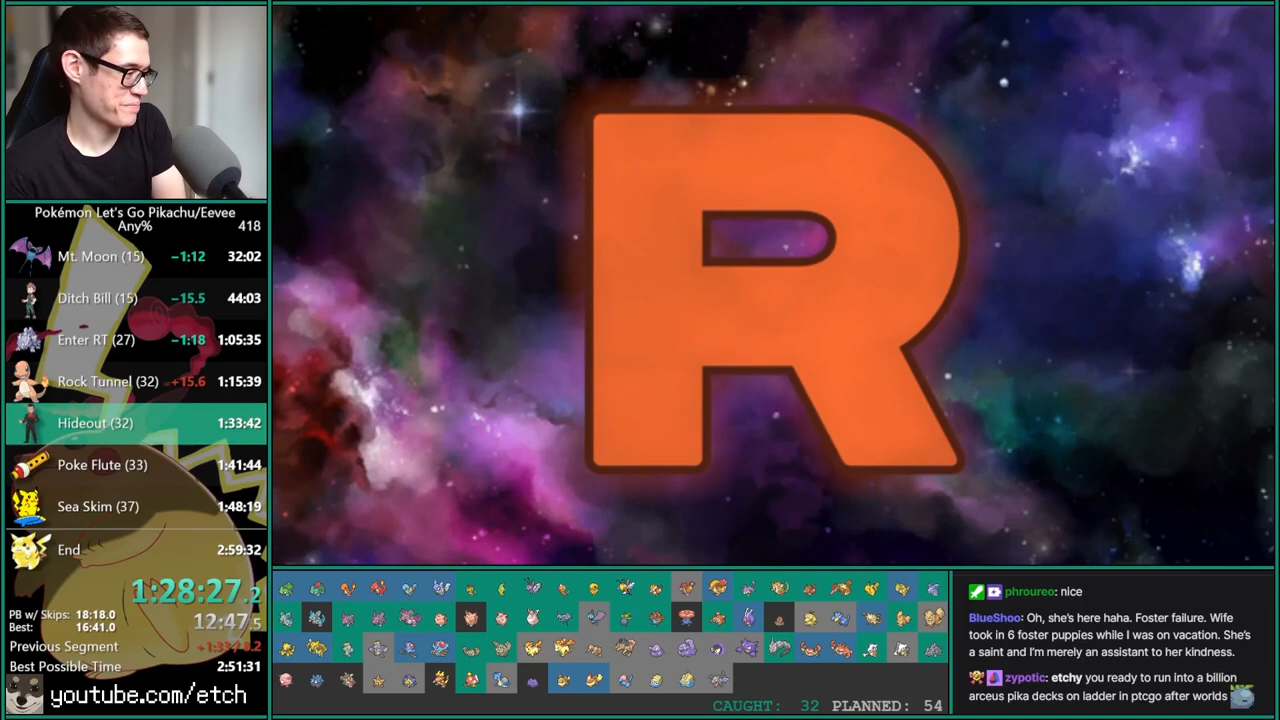 Pokémon Let's Go Pikachu/Eevee
Any% 418
Mt. Moon (15) −1:12 32:02
Ditch Bill (15) −15.5 44:03
Enter RT (27) −1:18 1:05:35
Rock Tunnel (32) +15.6 1:15:39
Hideout (32) 1:33:42
Poke Flute (33) 1:41:44
Sea Skim (37) 1:48:19
End 2:59:32
1:28:27.2
PB w/ Skips: 18:18.0
Best: 16:41.0
12:47.5
Previous Segment
Best Possible Time 2:51:31
youtube.com/etch
R
CAUGHT: 32 PLANNED: 54
phroureo: nice
BlueShoo: Oh, she's here haha. Foster failure. Wife
took in 6 foster puppies while I was on vacation. She's
a saint and I'm merely an assistant to her kindness.
zypotic: etchy you ready to run into a billion
arceus pika decks on ladder in ptcgo after worlds